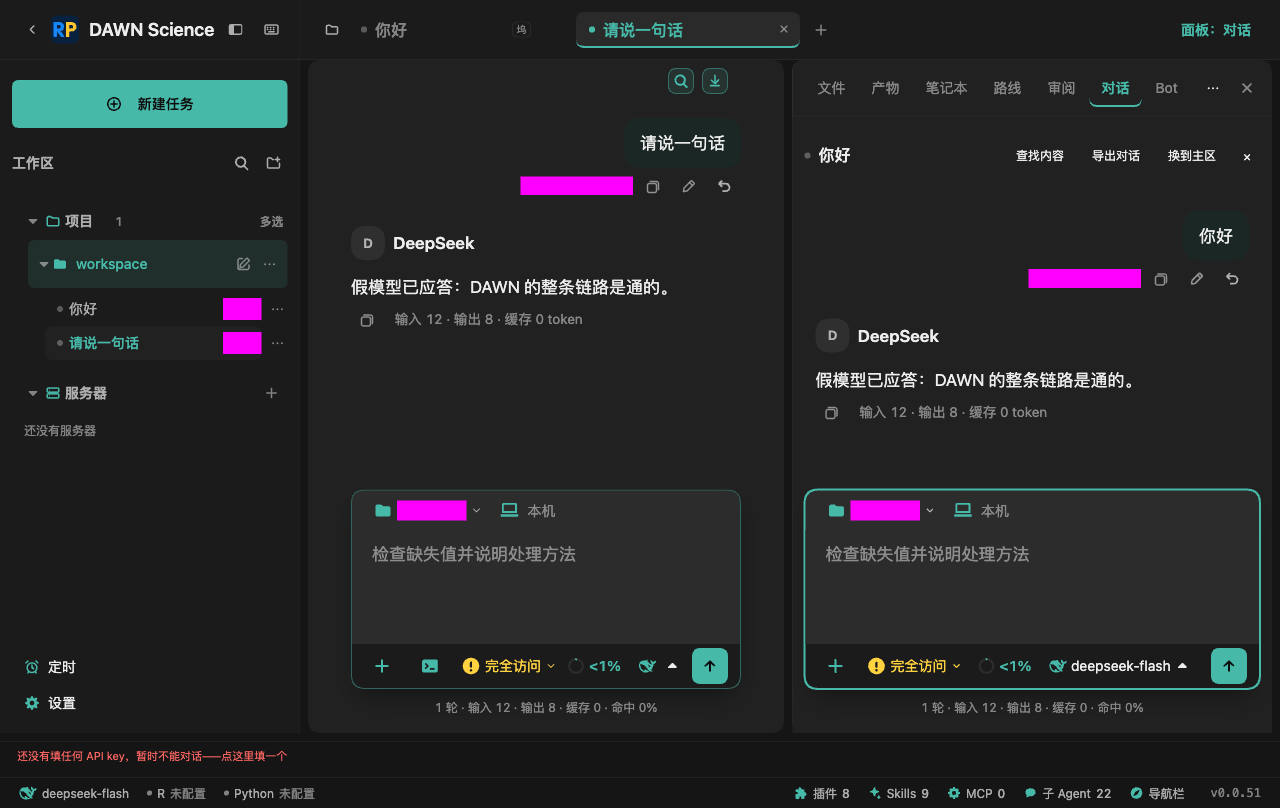 RP DAWN Science
你好
坞
请说一句话
面板：对话
新建任务
工作区
项目 1 多选
workspace
你好
请说一句话
服务器
还没有服务器
定时
设置
请说一句话
D DeepSeek
假模型已应答：DAWN 的整条链路是通的。
输入 12 · 输出 8 · 缓存 0 token
本机
检查缺失值并说明处理方法
完全访问 <1%
1 轮 · 输入 12 · 输出 8 · 缓存 0 · 命中 0%
文件 产物 笔记本 路线 审阅 对话 Bot
你好 查找内容 导出对话 换到主区
你好
D DeepSeek
假模型已应答：DAWN 的整条链路是通的。
输入 12 · 输出 8 · 缓存 0 token
本机
检查缺失值并说明处理方法
完全访问 <1% deepseek-flash
1 轮 · 输入 12 · 输出 8 · 缓存 0 · 命中 0%
还没有填任何 API key，暂时不能对话——点这里填一个
deepseek-flash R 未配置 Python 未配置 插件 8 Skills 9 MCP 0 子 Agent 22 导航栏 v0.0.51